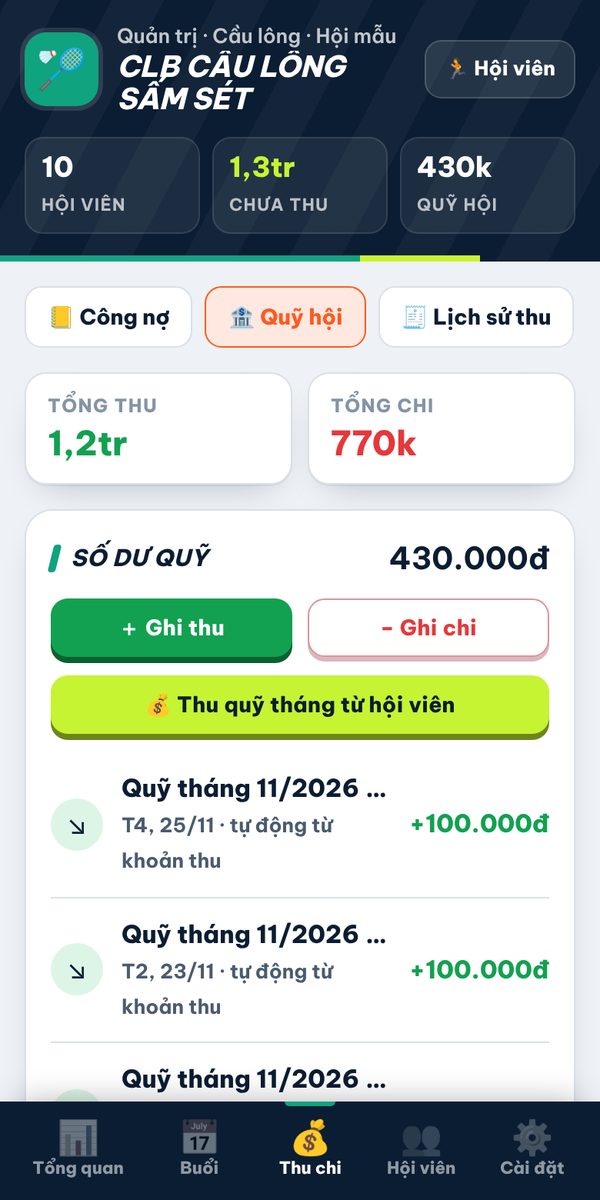 Quản trị · Cầu lông · Hội mẫu
CLB CẦU LÔNG
SẤM SÉT
🏃 Hội viên
10
HỘI VIÊN
1,3tr
CHƯA THU
430k
QUỸ HỘI
📒 Công nợ
🏦 Quỹ hội
🧾 Lịch sử thu
TỔNG THU
1,2tr
TỔNG CHI
770k
SỐ DƯ QUỸ
430.000đ
+ Ghi thu
− Ghi chi
💰 Thu quỹ tháng từ hội viên
Quỹ tháng 11/2026 ...
T4, 25/11 · tự động từ
khoản thu
+100.000đ
Quỹ tháng 11/2026 ...
T2, 23/11 · tự động từ
khoản thu
+100.000đ
Quỹ tháng 11/2026 ...
July
17
Tổng quan
Buổi
Thu chi
Hội viên
Cài đặt